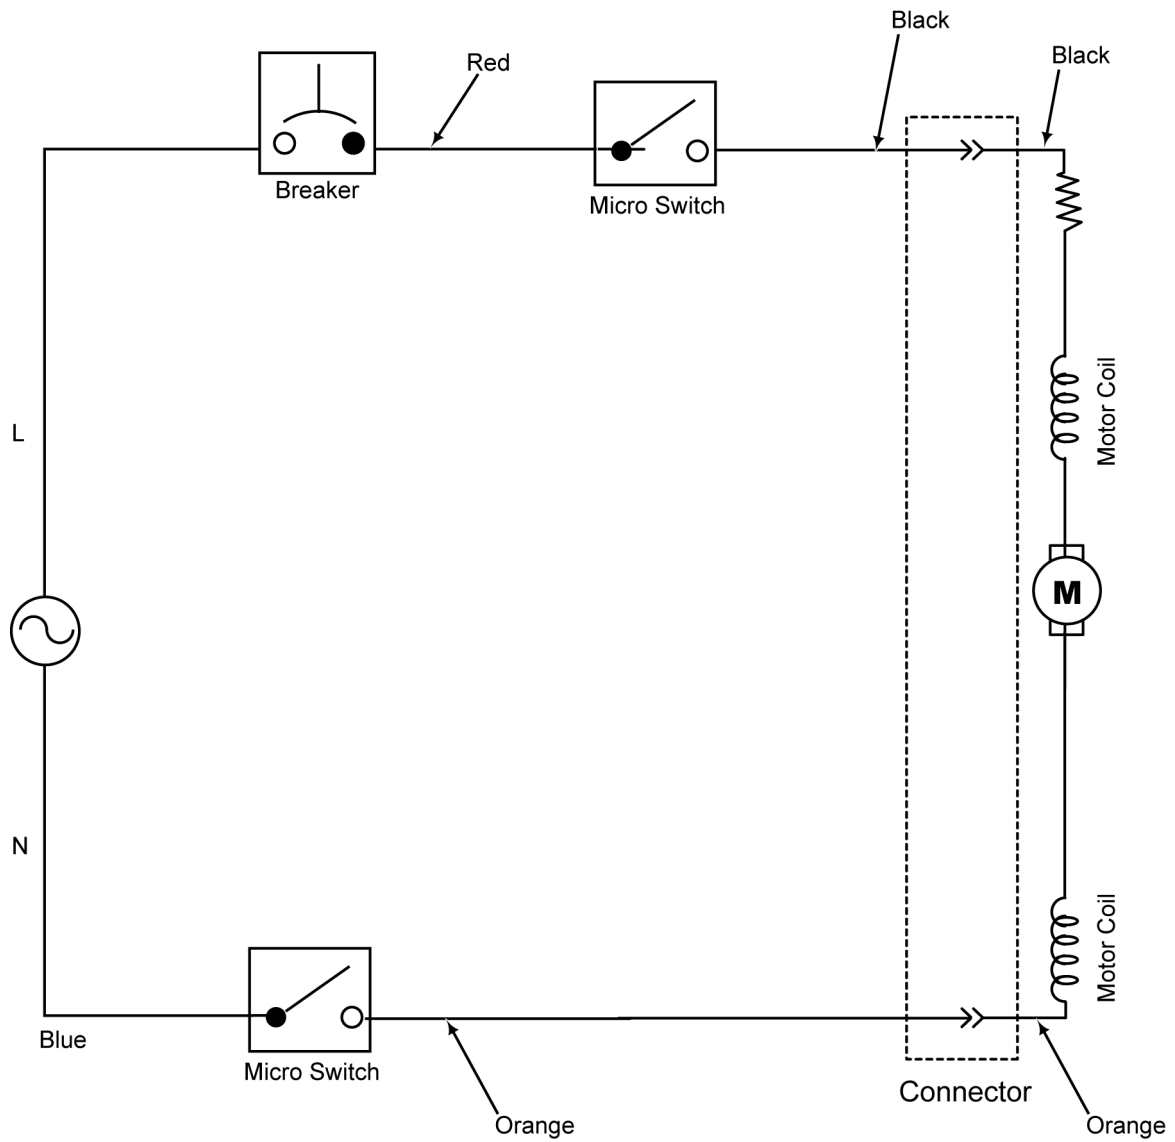 Black
Black
Red
Breaker
Micro Switch
L
Motor Coil
M
N
Motor Coil
Blue
Micro Switch
Connector
Orange
Orange